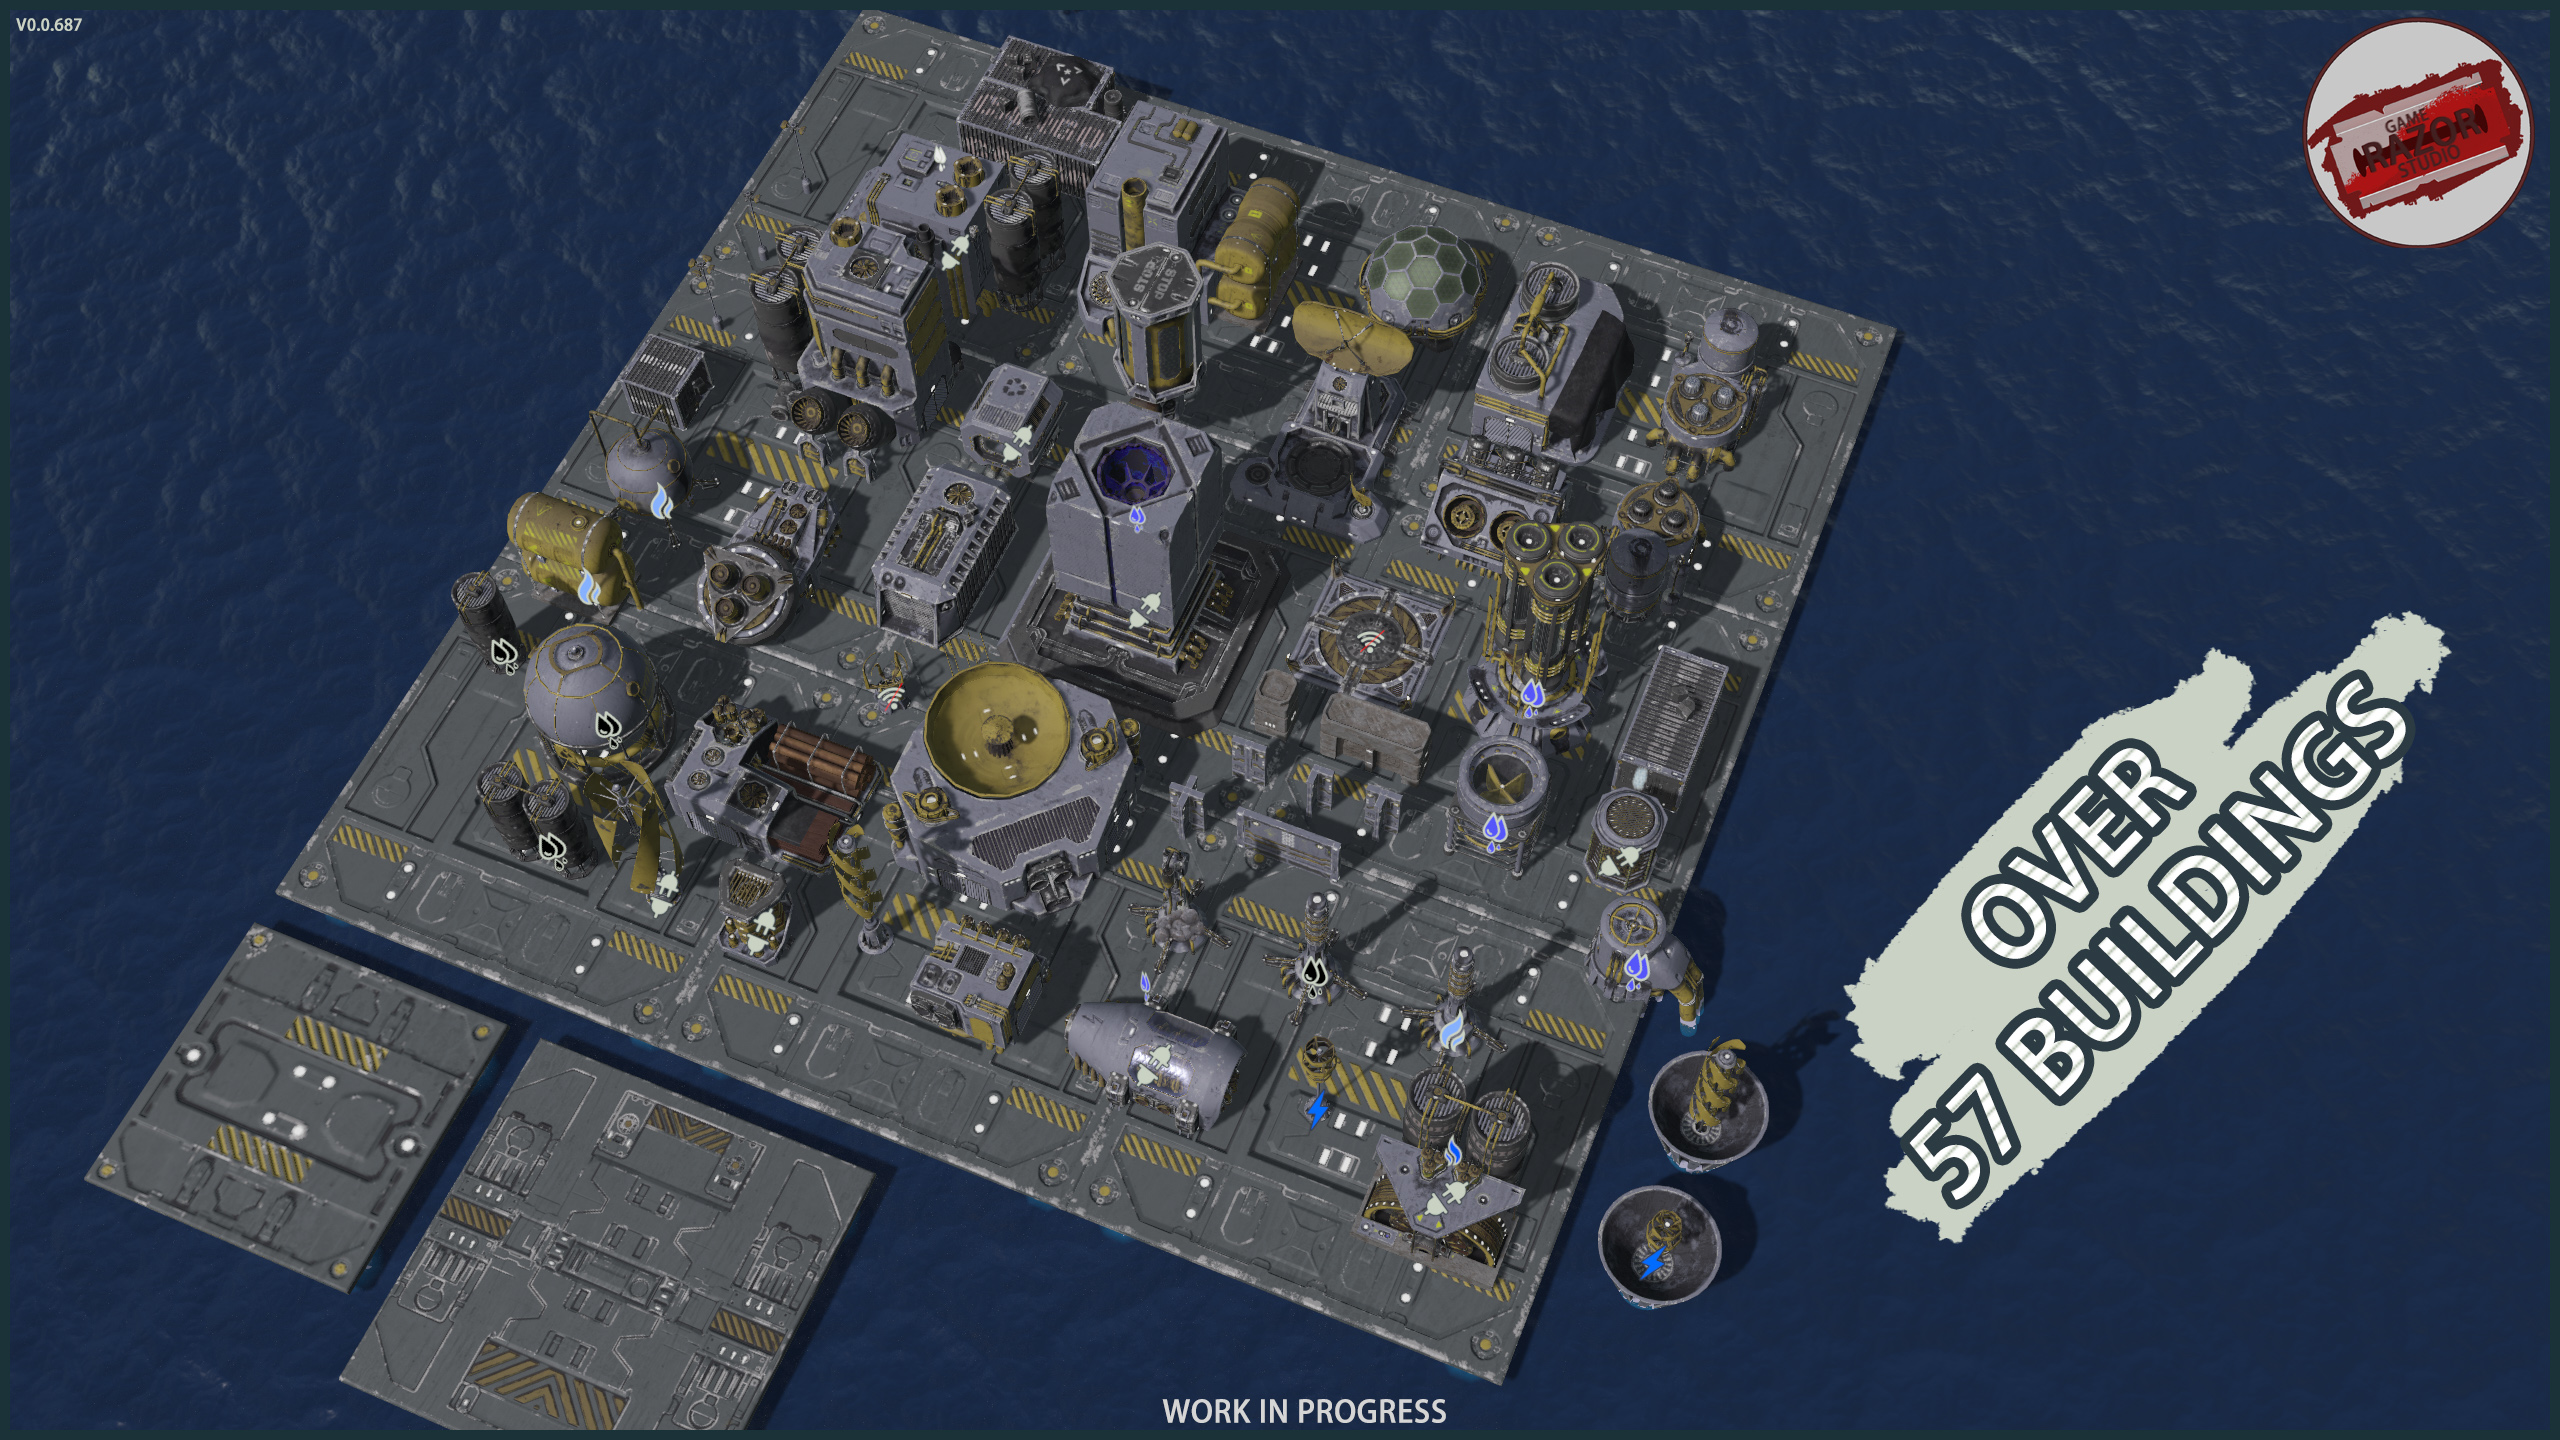 V0.0.687
GAME
RAZOR
STUDIO
OVER
57 BUILDINGS
WORK IN PROGRESS